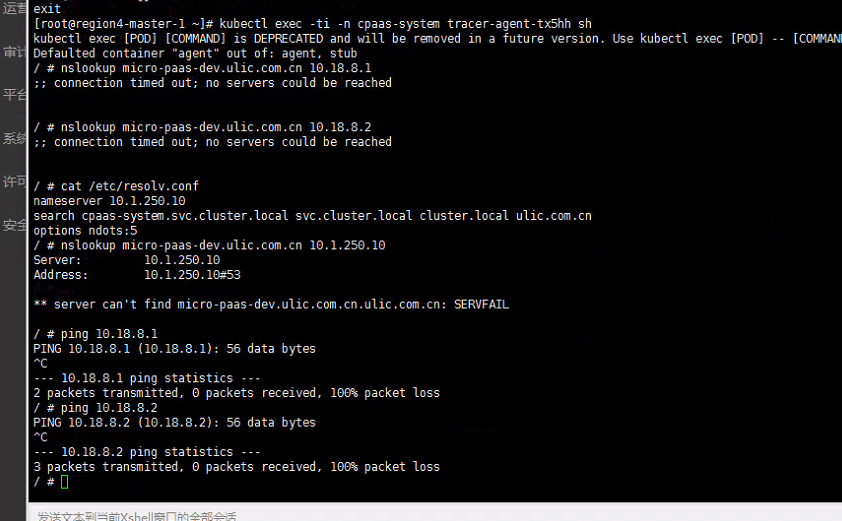 运营
审计
平台
系统
许可
安全
exit
[root@region4-master-1 ~]# kubectl exec -ti -n cpaas-system tracer-agent-tx5hh sh
kubectl exec [POD] [COMMAND] is DEPRECATED and will be removed in a future version. Use kubectl exec [POD] -- [COMMAN
Defaulted container "agent" out of: agent, stub
/ # nslookup micro-paas-dev.ulic.com.cn 10.18.8.1
;; connection timed out; no servers could be reached
/ # nslookup micro-paas-dev.ulic.com.cn 10.18.8.2
;; connection timed out; no servers could be reached
/ # cat /etc/resolv.conf
nameserver 10.1.250.10
search cpaas-system.svc.cluster.local svc.cluster.local cluster.local ulic.com.cn
options ndots:5
/ # nslookup micro-paas-dev.ulic.com.cn 10.1.250.10
Server:         10.1.250.10
Address:        10.1.250.10#53
** server can't find micro-paas-dev.ulic.com.cn.ulic.com.cn: SERVFAIL
/ # ping 10.18.8.1
PING 10.18.8.1 (10.18.8.1): 56 data bytes
^C
--- 10.18.8.1 ping statistics ---
2 packets transmitted, 0 packets received, 100% packet loss
/ # ping 10.18.8.2
PING 10.18.8.2 (10.18.8.2): 56 data bytes
^C
--- 10.18.8.2 ping statistics ---
3 packets transmitted, 0 packets received, 100% packet loss
/ #
发送文本到当前Xshell窗口的全部会话